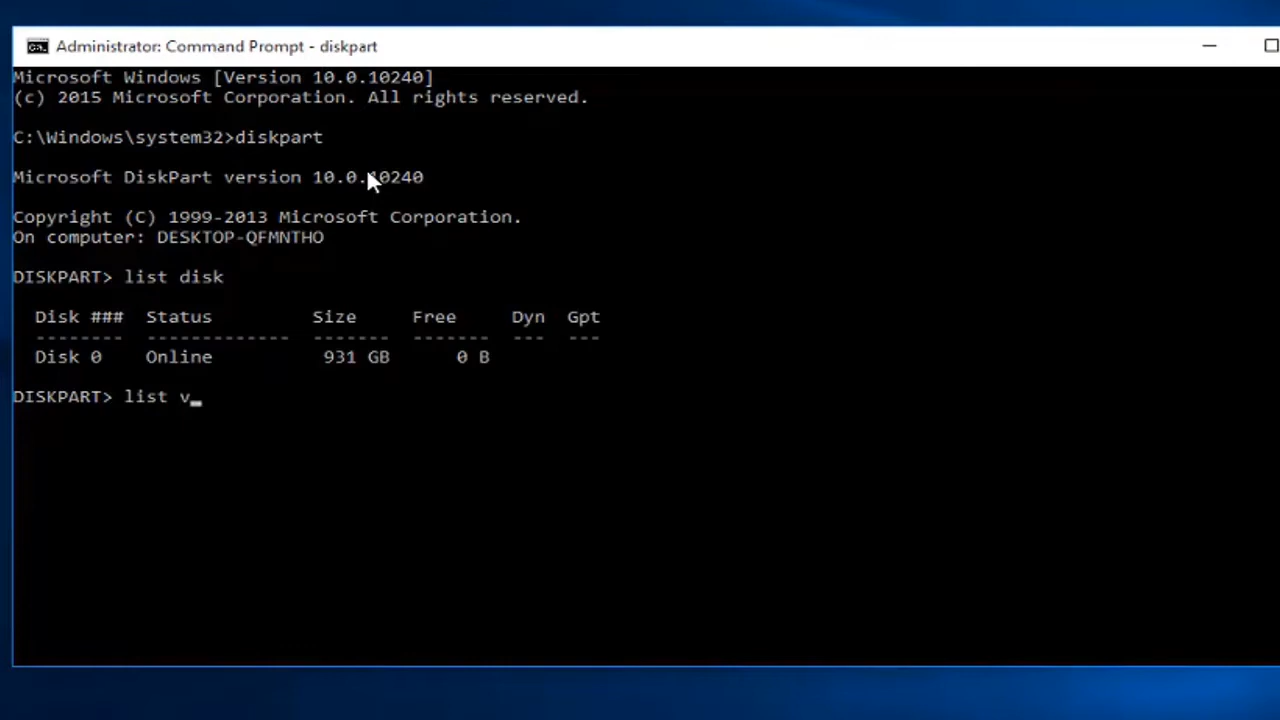 Administrator: Command Prompt - diskpart
Microsoft Windows [Version 10.0.10240]
(c) 2015 Microsoft Corporation. All rights reserved.
C:\Windows\system32>diskpart
Microsoft DiskPart version 10.0.10240
Copyright (C) 1999-2013 Microsoft Corporation.
On computer: DESKTOP-QFMNTHO
DISKPART> list disk
Disk ###  Status         Size     Free     Dyn  Gpt
--------  -------------  -------  -------  ---  ---
Disk 0    Online          931 GB      0 B
DISKPART> list v_